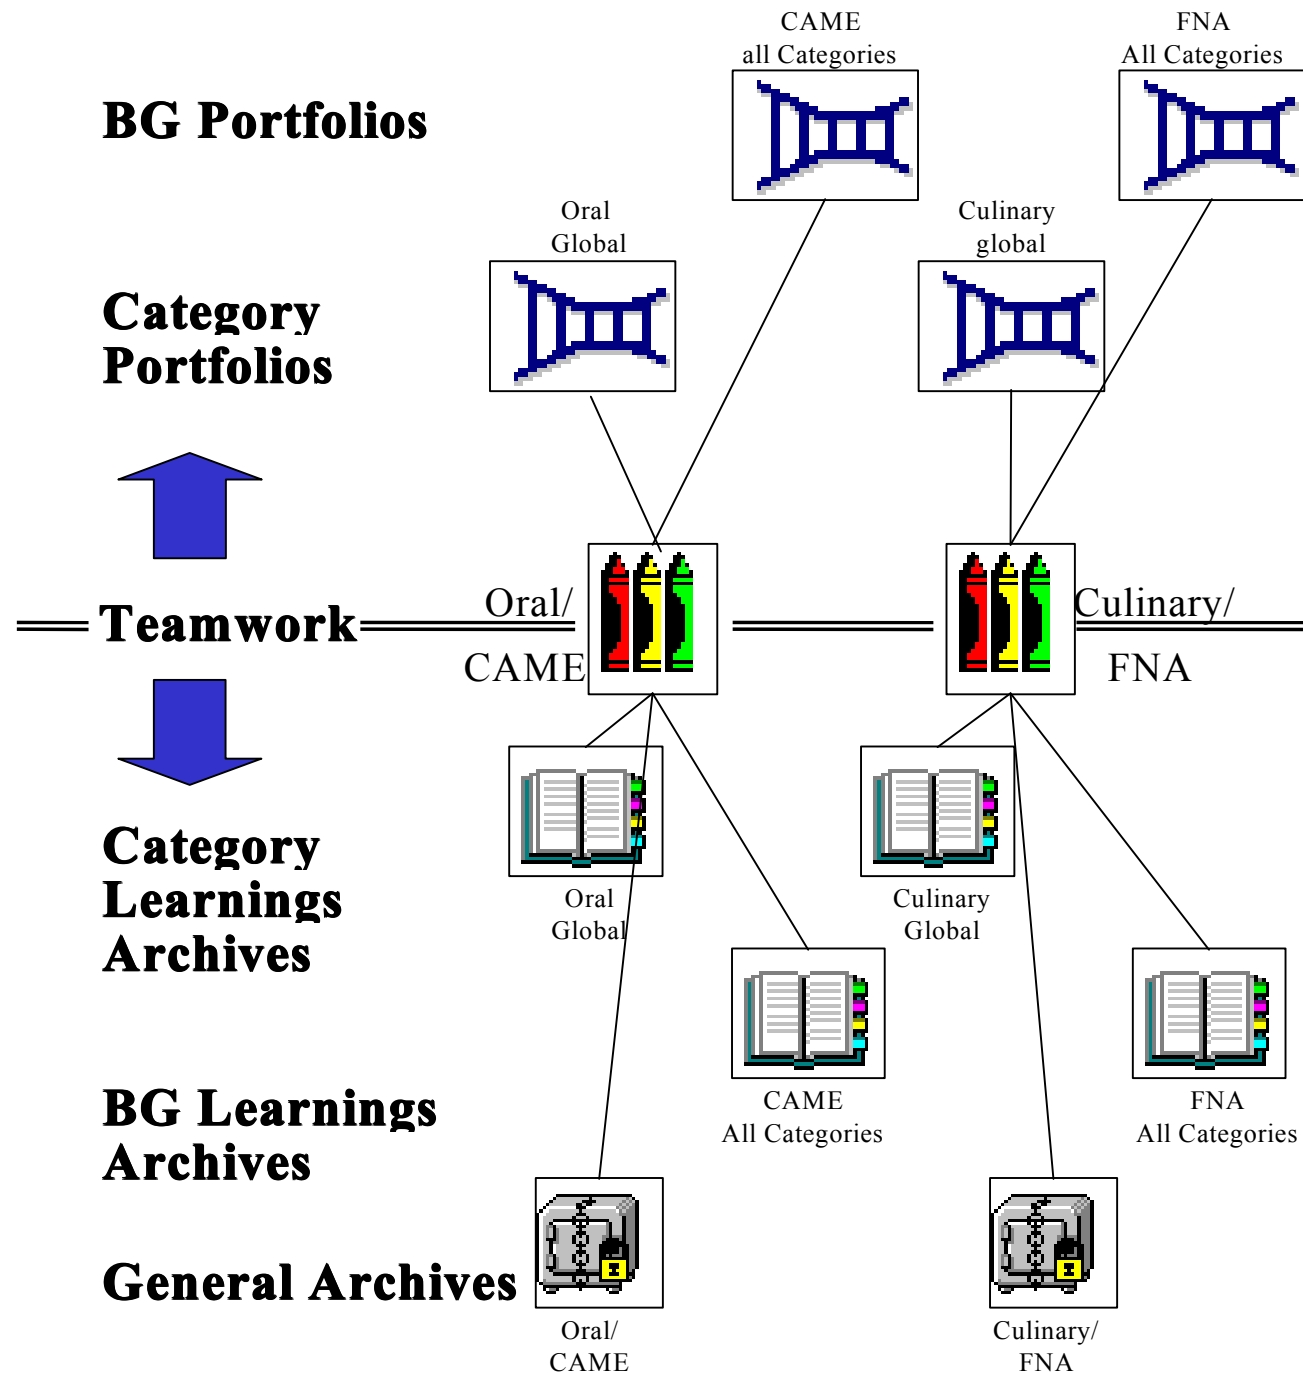 CAME
all Categories
FNA
All Categories
BG Portfolios
Oral
Global
Culinary
global
Category
Portfolios
Teamwork
Oral/
CAME
Culinary/
FNA
Category
Learnings
Archives
Oral
Global
Culinary
Global
BG Learnings
Archives
CAME
All Categories
FNA
All Categories
General Archives
Oral/
CAME
Culinary/
FNA